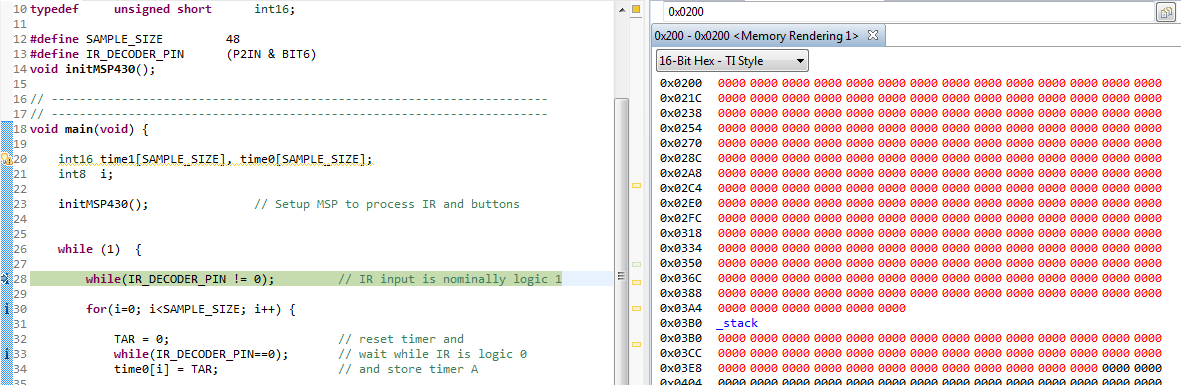 10 typedef     unsigned short      int16;
11
12 #define SAMPLE_SIZE         48
13 #define IR_DECODER_PIN      (P2IN & BIT6)
14 void initMSP430();
15
16 // -----------------------------------------------------------------------
17 // -----------------------------------------------------------------------
18 void main(void) {
19
20     int16 time1[SAMPLE_SIZE], time0[SAMPLE_SIZE];
21     int8  i;
22
23     initMSP430();               // Setup MSP to process IR and buttons
24
25
26     while (1)  {
27
28         while(IR_DECODER_PIN != 0);         // IR input is nominally logic 1
29
30         for(i=0; i<SAMPLE_SIZE; i++) {
31
32             TAR = 0;                        // reset timer and
33             while(IR_DECODER_PIN==0);       // wait while IR is logic 0
34             time0[i] = TAR;                 // and store timer A
35
0x0200
0x200 - 0x0200 <Memory Rendering 1>
16-Bit Hex - TI Style
0x0200 0000 0000 0000 0000 0000 0000 0000 0000 0000 0000 0000 0000 0000 0000
0x021C 0000 0000 0000 0000 0000 0000 0000 0000 0000 0000 0000 0000 0000 0000
0x0238 0000 0000 0000 0000 0000 0000 0000 0000 0000 0000 0000 0000 0000 0000
0x0254 0000 0000 0000 0000 0000 0000 0000 0000 0000 0000 0000 0000 0000 0000
0x0270 0000 0000 0000 0000 0000 0000 0000 0000 0000 0000 0000 0000 0000 0000
0x028C 0000 0000 0000 0000 0000 0000 0000 0000 0000 0000 0000 0000 0000 0000
0x02A8 0000 0000 0000 0000 0000 0000 0000 0000 0000 0000 0000 0000 0000 0000
0x02C4 0000 0000 0000 0000 0000 0000 0000 0000 0000 0000 0000 0000 0000 0000
0x02E0 0000 0000 0000 0000 0000 0000 0000 0000 0000 0000 0000 0000 0000 0000
0x02FC 0000 0000 0000 0000 0000 0000 0000 0000 0000 0000 0000 0000 0000 0000
0x0318 0000 0000 0000 0000 0000 0000 0000 0000 0000 0000 0000 0000 0000 0000
0x0334 0000 0000 0000 0000 0000 0000 0000 0000 0000 0000 0000 0000 0000 0000
0x0350 0000 0000 0000 0000 0000 0000 0000 0000 0000 0000 0000 0000 0000 0000
0x036C 0000 0000 0000 0000 0000 0000 0000 0000 0000 0000 0000 0000 0000 0000
0x0388 0000 0000 0000 0000 0000 0000 0000 0000 0000 0000 0000 0000 0000 0000
0x03A4 0000 0000 0000 0000 0000 0000
0x03B0 _stack
0x03B0 0000 0000 0000 0000 0000 0000 0000 0000 0000 0000 0000 0000 0000 0000
0x03CC 0000 0000 0000 0000 0000 0000 0000 0000 0000 0000 0000 0000 0000 0000
0x03E8 0000 0000 0000 0000 0000 0000 0000 0000 0000 0000 0000 0000 0000 0000
0x0404 0000 0000 0000 0000 0000 0000 0000 0000 0000 0000 0000 0000 0000 0000